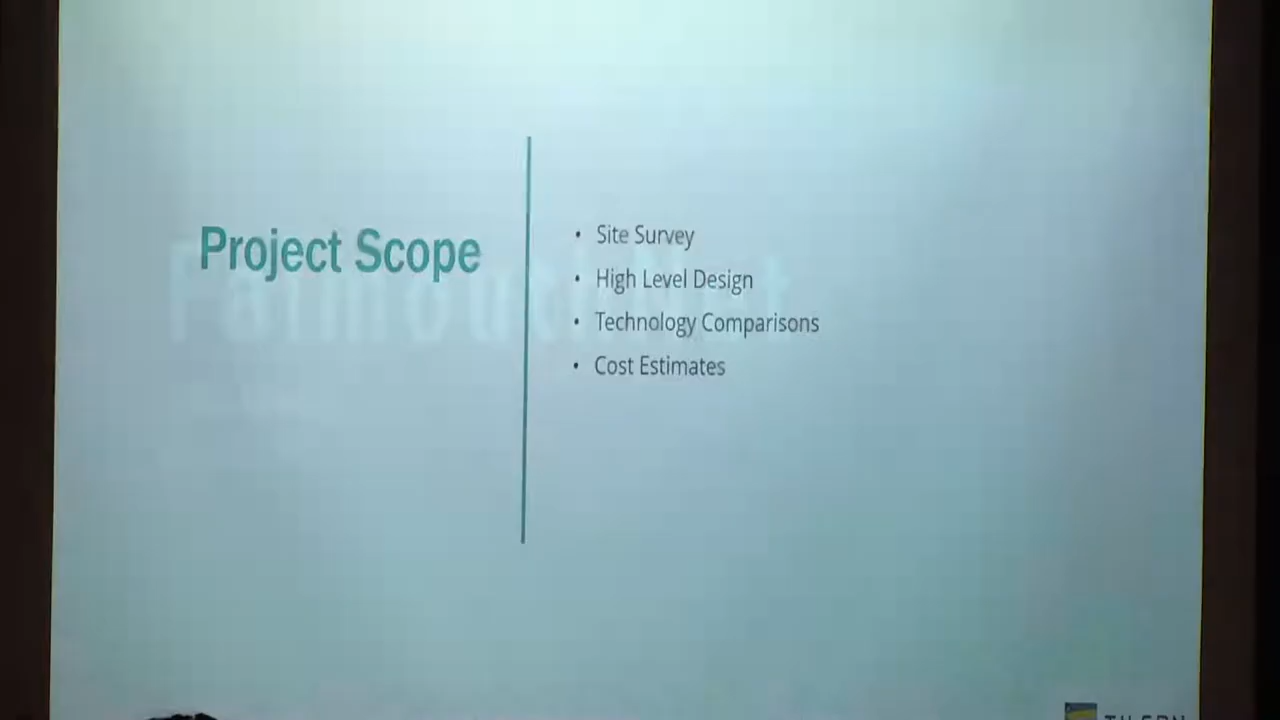 Project Scope
• Site Survey
• High Level Design
• Technology Comparisons
• Cost Estimates